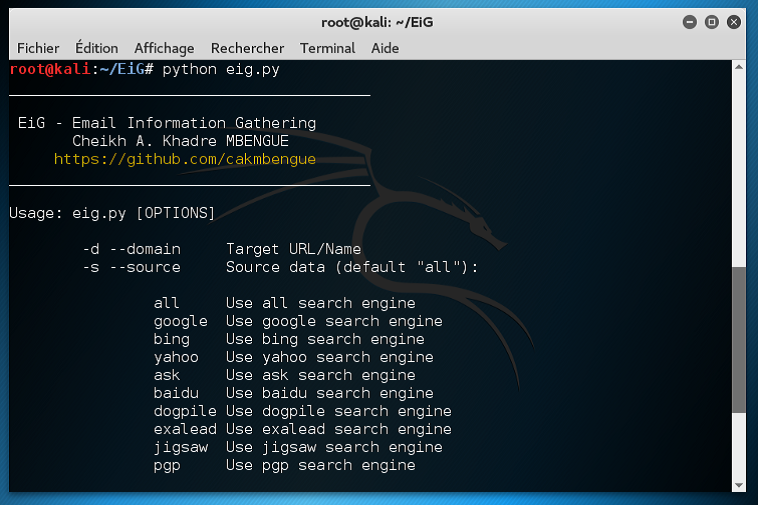 root@kali: ~/EiG
Fichier Édition Affichage Rechercher Terminal Aide
root@kali:~/EiG# python eig.py
EiG - Email Information Gathering
Cheikh A. Khadre MBENGUE
https://github.com/cakmbengue
Usage: eig.py [OPTIONS]
-d --domain Target URL/Name
-s --source Source data (default "all"):
all Use all search engine
google Use google search engine
bing Use bing search engine
yahoo Use yahoo search engine
ask Use ask search engine
baidu Use baidu search engine
dogpile Use dogpile search engine
exalead Use exalead search engine
jigsaw Use jigsaw search engine
pgp Use pgp search engine